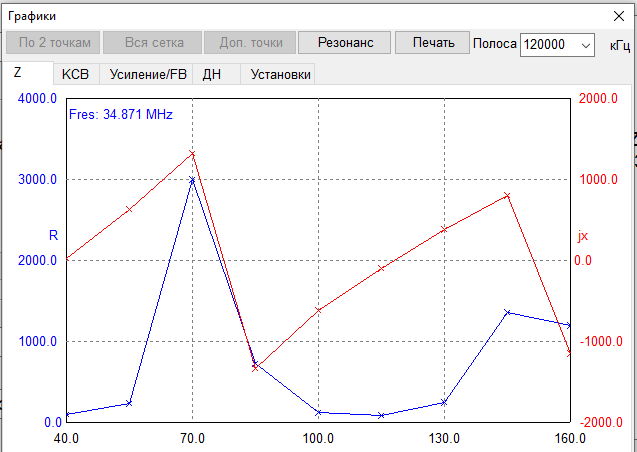 Графики
По 2 точкам Вся сетка Доп. точки Резонанс Печать Полоса 120000 кГц
Z КСВ Усиление/FB ДН Установки
4000.0 2000.0
Fres: 34.871 MHz
3000.0 1000.0
R jx
2000.0 0.0
1000.0 -1000.0
0.0 -2000.0
40.0 70.0 100.0 130.0 160.0